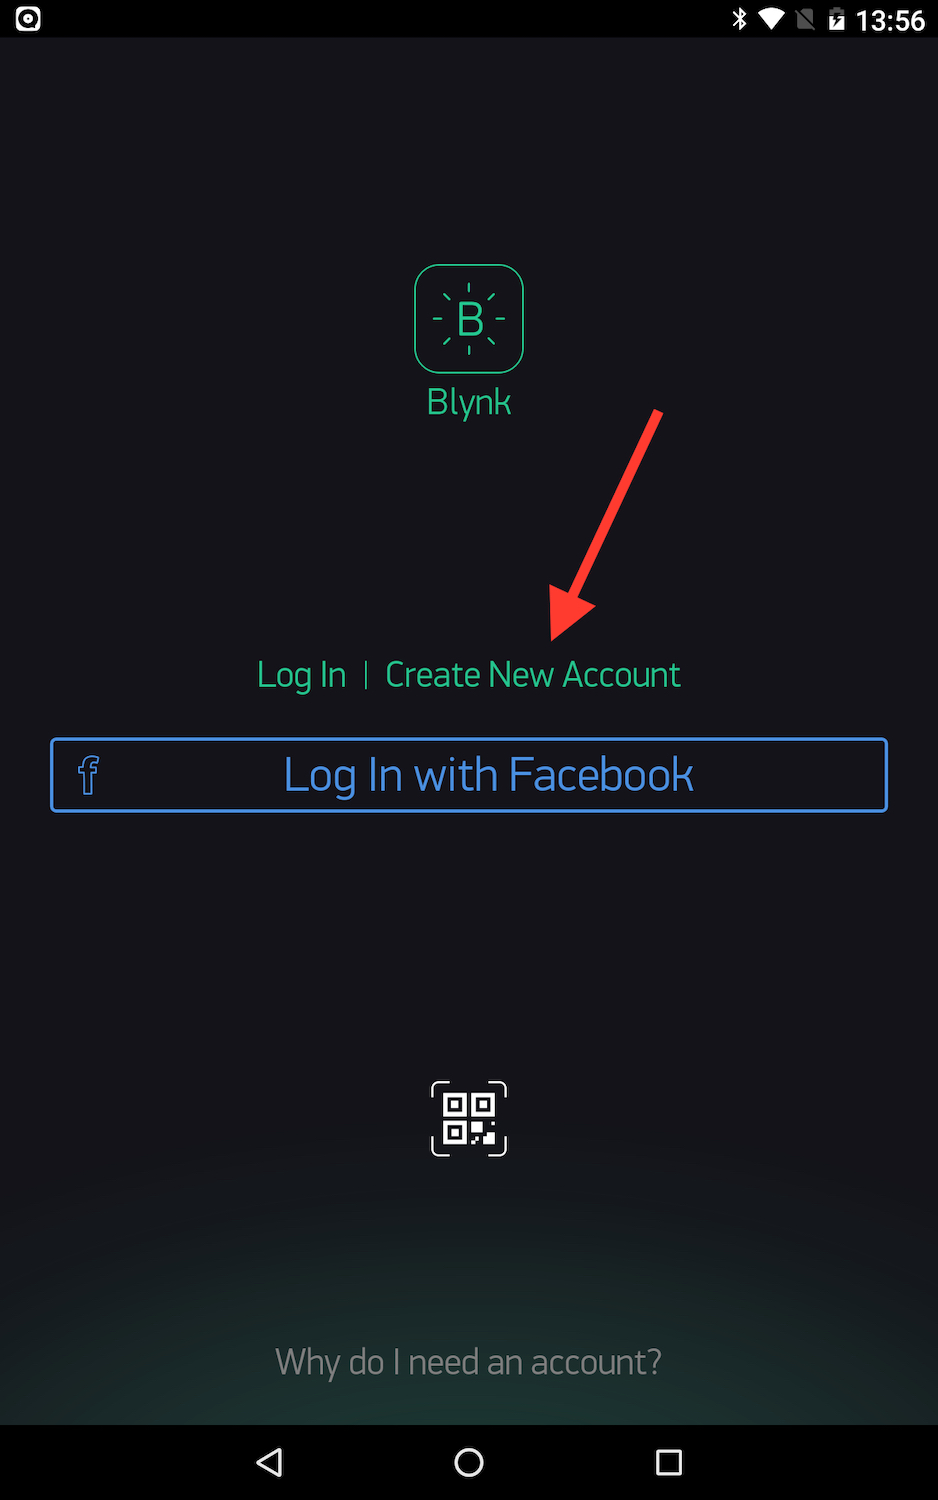 13:56
B
Blynk
Log In | Create New Account
f Log In with Facebook
Why do I need an account?